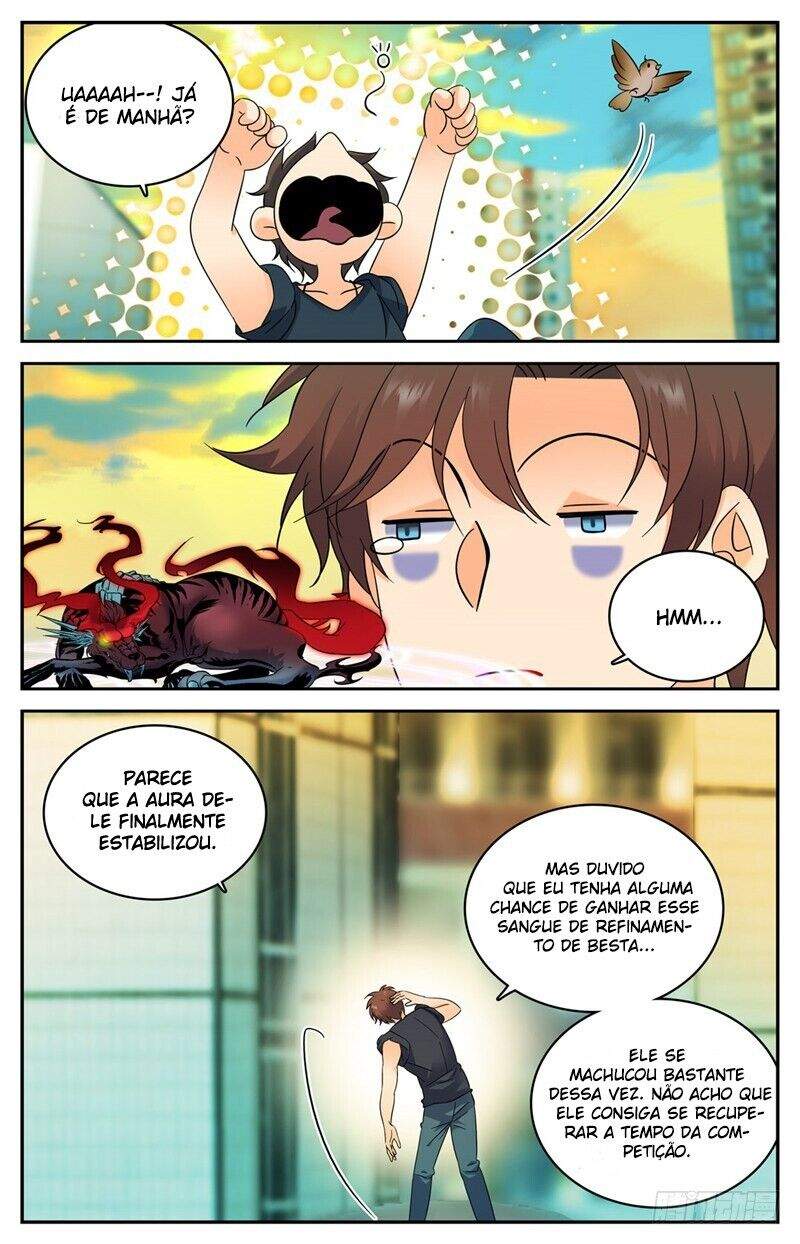 UAAAAH--! JÁ
É DE MANHÃ?
HMM...
PARECE
QUE A AURA DE-
LE FINALMENTE
ESTABILIZOU.
MAS DUVIDO
QUE EU TENHA ALGUMA
CHANCE DE GANHAR ESSE
SANGUE DE REFINAMEN-
TO DE BESTA...
ELE SE
MACHUCOU BASTANTE
DESSA VEZ. NÃO ACHO QUE
ELE CONSIGA SE RECUPE-
RAR A TEMPO DA COM-
PETIÇÃO.